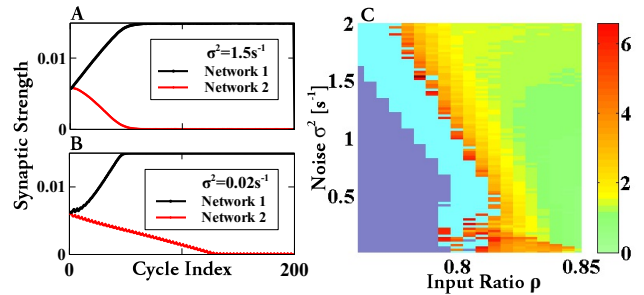 A
0.01
0
σ²=1.5s⁻¹
Network 1
Network 2
B
0.01
0
σ²=0.02s⁻¹
Network 1
Network 2
0
200
Cycle Index
Synaptic Strength
C
2
1.5
1
0.5
Noise σ² [s⁻¹]
0.8
0.85
Input Ratio ρ
6
4
2
0